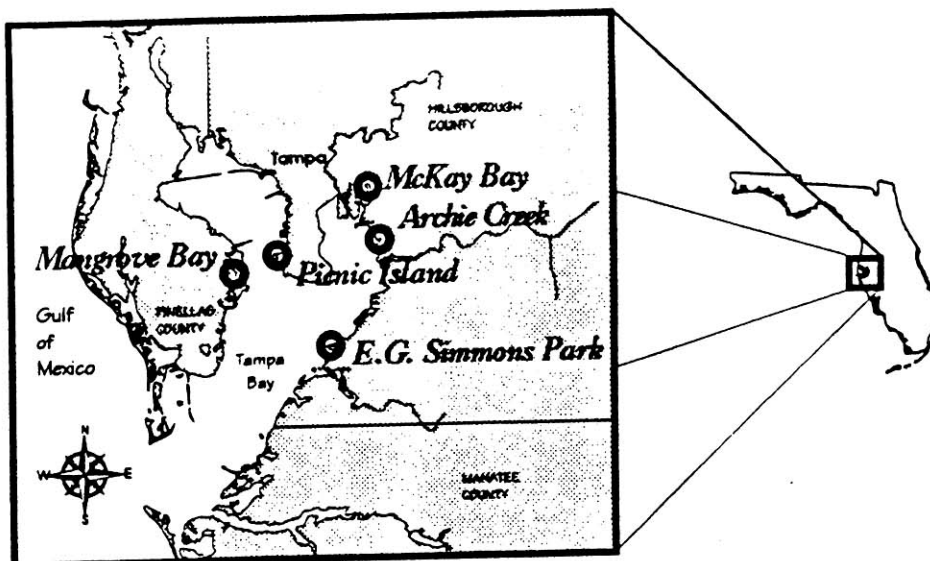 HILLSBOROUGH
COUNTY
Tampa
McKay Bay
Archie Creek
Mangrove Bay
Picnic Island
PINELLAS
COUNTY
Gulf
of
Mexico
E.G. Simmons Park
Tampa
Bay
N
W
E
S
MANATEE
COUNTY